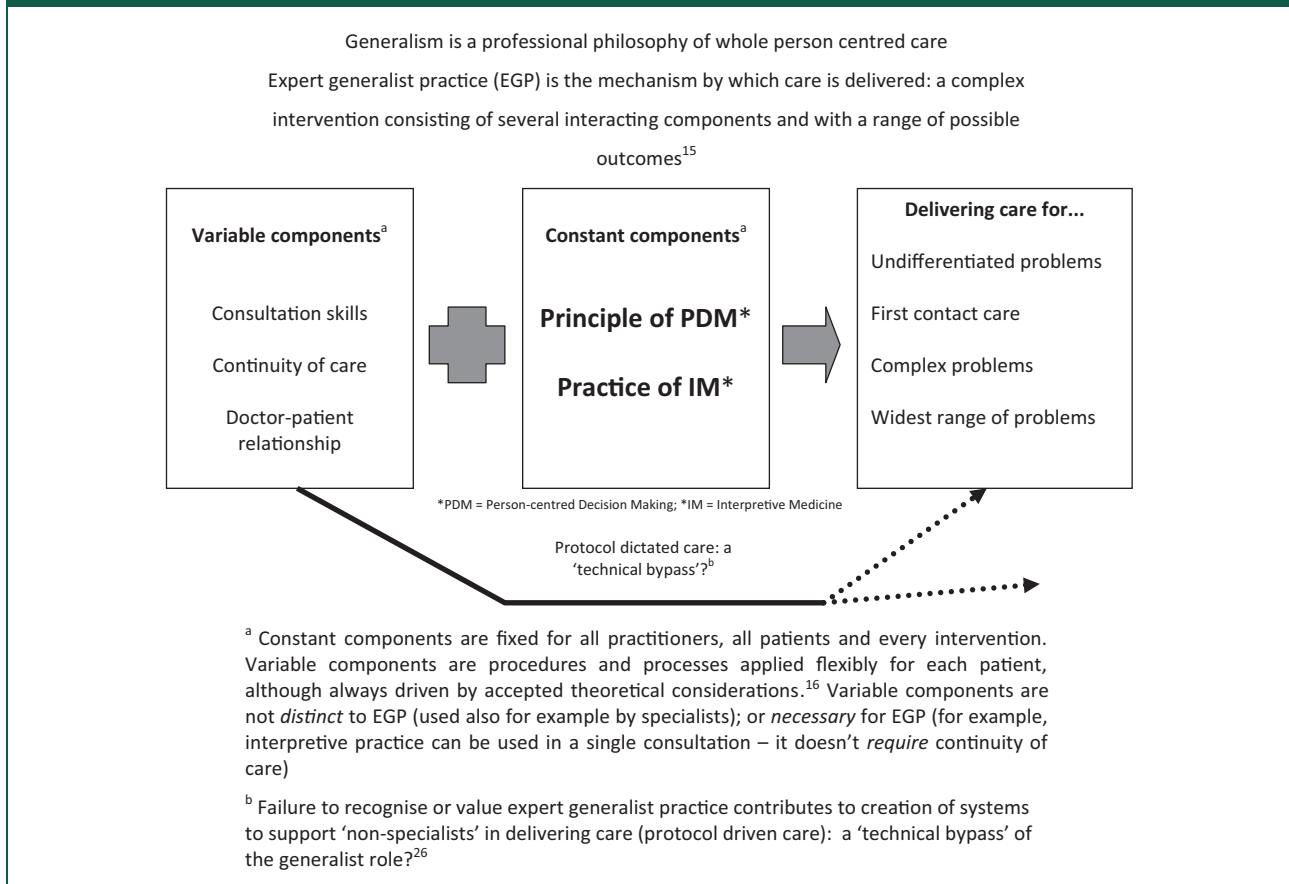 Generalism is a professional philosophy of whole person centred care
Expert generalist practice (EGP) is the mechanism by which care is delivered: a complex
intervention consisting of several interacting components and with a range of possible
outcomes15
Variable componentsa
Consultation skills
Continuity of care
Doctor-patient
relationship
Constant componentsa
Principle of PDM*
Practice of IM*
Delivering care for...
Undifferentiated problems
First contact care
Complex problems
Widest range of problems
*PDM = Person-centred Decision Making; *IM = Interpretive Medicine
Protocol dictated care: a
‘technical bypass’?b
a Constant components are fixed for all practitioners, all patients and every intervention.
Variable components are procedures and processes applied flexibly for each patient,
although always driven by accepted theoretical considerations.16 Variable components are
not distinct to EGP (used also for example by specialists); or necessary for EGP (for example,
interpretive practice can be used in a single consultation – it doesn’t require continuity of
care)
b Failure to recognise or value expert generalist practice contributes to creation of systems
to support ‘non-specialists’ in delivering care (protocol driven care): a ‘technical bypass’ of
the generalist role?26